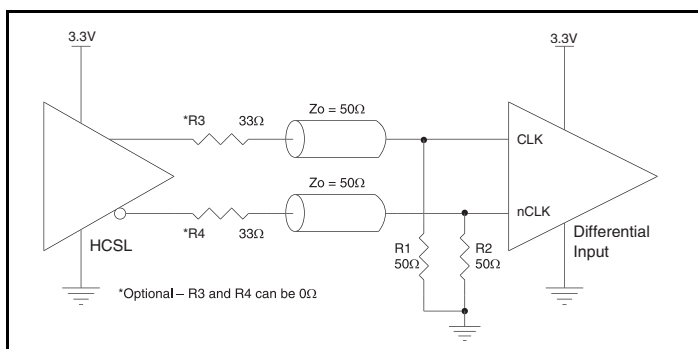 3.3V
3.3V
*R3
33Ω
Zo = 50Ω
CLK
Zo = 50Ω
nCLK
HCSL
*R4
33Ω
R1
50Ω
R2
50Ω
Differential
Input
*Optional – R3 and R4 can be 0Ω